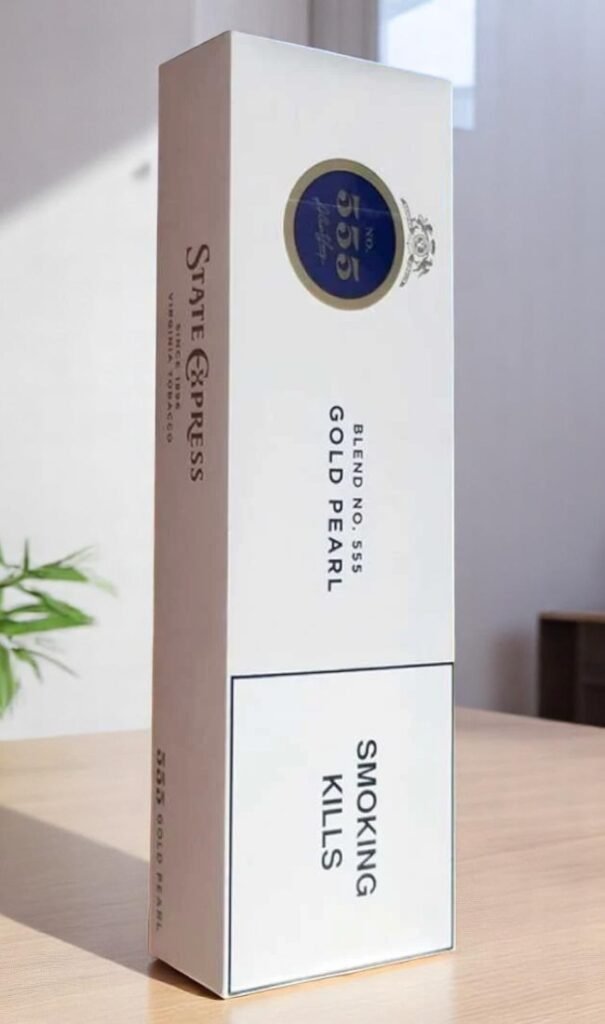 NO.
555
STATE EXPRESS
SINCE 1896
VIRGINIA TOBACCO
BLEND NO. 555
GOLD PEARL
SMOKING
KILLS
555 GOLD PEARL